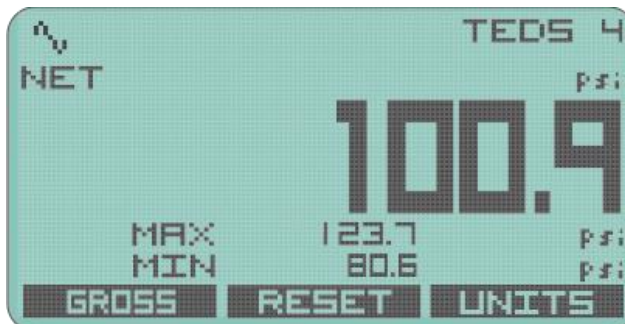 TEDS 4
NET psi
100.9
MAX 123.7 psi
MIN 80.6 psi
GROSS RESET UNITS